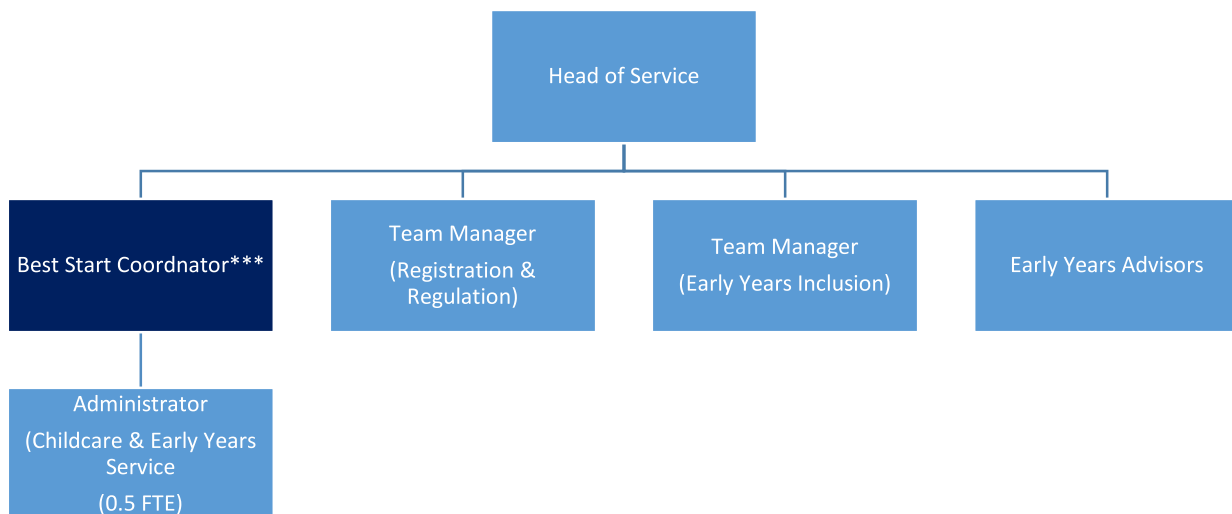 Head of Service
Best Start Coordnator***
Team Manager
(Registration &
Regulation)
Team Manager
(Early Years Inclusion)
Early Years Advisors
Administrator
(Childcare & Early Years
Service
(0.5 FTE)